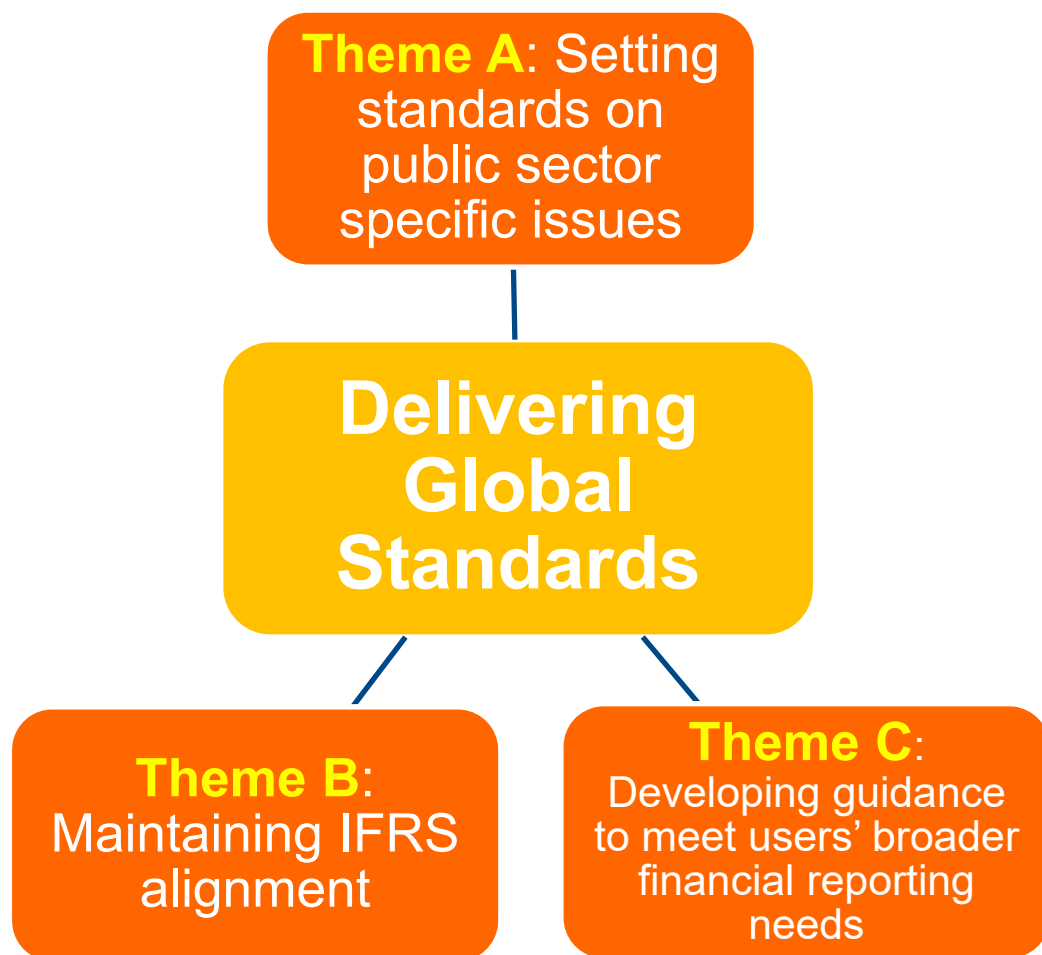 Theme A: Setting
standards on
public sector
specific issues
Delivering
Global
Standards
Theme B:
Maintaining IFRS
alignment
Theme C:
Developing guidance
to meet users’ broader
financial reporting
needs